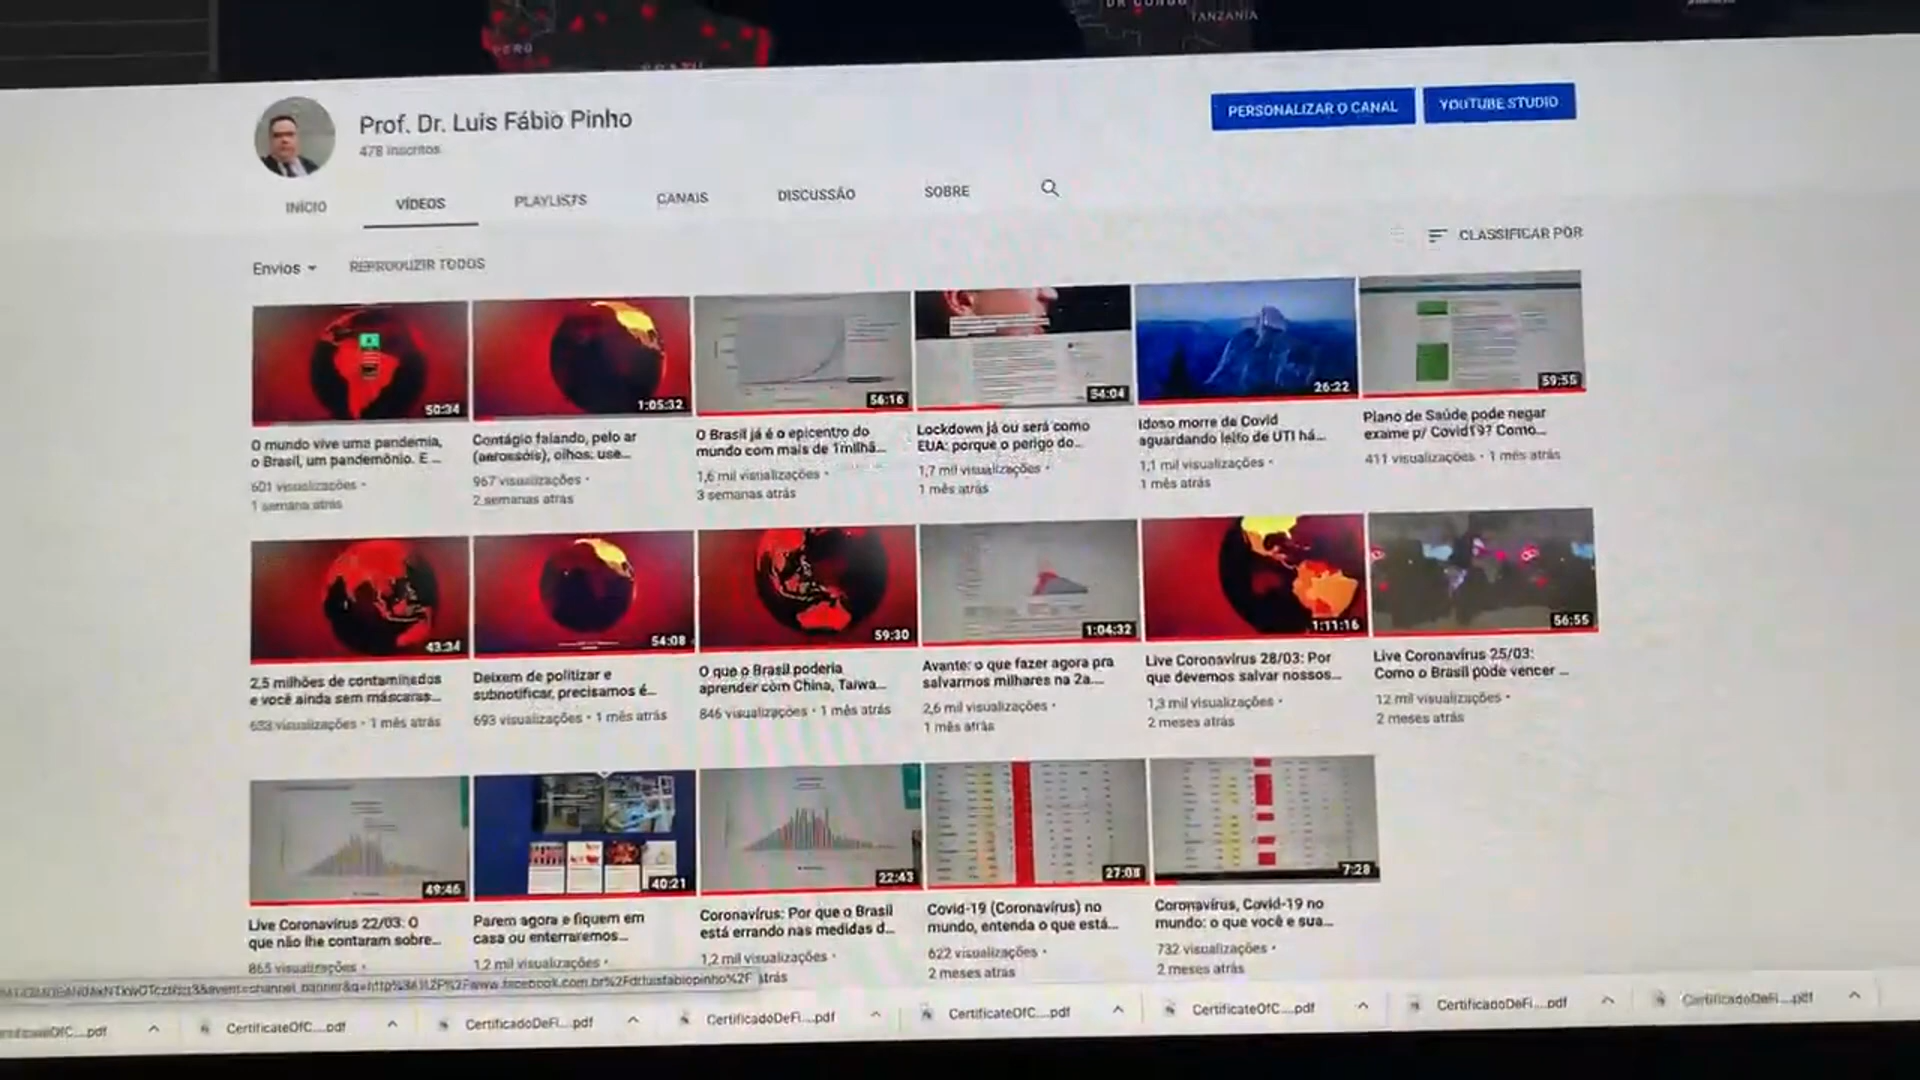 PERU
BRAZIL
TANZANIA
Prof. Dr. Luis Fábio Pinho
478 inscritos
PERSONALIZAR O CANAL
YOUTUBE STUDIO
INÍCIO
VÍDEOS
PLAYLISTS
CANAIS
DISCUSSÃO
SOBRE
Envios
REPRODUZIR TODOS
CLASSIFICAR POR
50:34
1:05:32
56:16
54:04
26:22
59:55
O mundo vive uma pandemia,
o Brasil, um pandemônio. E ...
601 visualizações •
1 semana atrás
Contágio falando, pelo ar
(aerossóis), olhos: use...
967 visualizações •
2 semanas atrás
O Brasil já é o epicentro do
mundo com mais de 1milhã...
1,6 mil visualizações •
3 semanas atrás
Lockdown já ou será como
EUA: porque o perigo do...
1,7 mil visualizações •
1 mês atrás
Idoso morre de Covid
aguardando leito de UTI há...
1,1 mil visualizações •
1 mês atrás
Plano de Saúde pode negar
exame p/ Covid19? Como...
411 visualizações • 1 mês atrás
43:34
54:08
59:30
1:04:32
1:11:16
56:55
2,5 milhões de contaminados
e você ainda sem máscaras...
633 visualizações • 1 mês atrás
Deixem de politizar e
subnotificar, precisamos é...
693 visualizações • 1 mês atrás
O que o Brasil poderia
aprender com China, Taiwa...
846 visualizações • 1 mês atrás
Avante: o que fazer agora pra
salvarmos milhares na 2a....
2,6 mil visualizações •
1 mês atrás
Live Coronavírus 28/03: Por
que devemos salvar nossos...
1,3 mil visualizações •
2 meses atrás
Live Coronavírus 25/03:
Como o Brasil pode vencer ...
12 mil visualizações •
2 meses atrás
49:46
40:21
22:43
27:08
7:28
Live Coronavírus 22/03: O
que não lhe contaram sobre...
865 visualizações •
Parem agora e fiquem em
casa ou enterraremos...
1,2 mil visualizações •
Coronavírus: Por que o Brasil
está errando nas medidas d...
1,2 mil visualizações •
atrás
Covid-19 (Coronavírus) no
mundo, entenda o que está...
622 visualizações •
2 meses atrás
Coronavírus, Covid-19 no
mundo: o que você e sua...
732 visualizações •
2 meses atrás
CertificateOfC....pdf
CertificadoDeFi....pdf
CertificadoDeFi....pdf
CertificateOfC....pdf
CertificateOfC....pdf
CertificadoDeFi....pdf
CertificadoDeFi....pdf